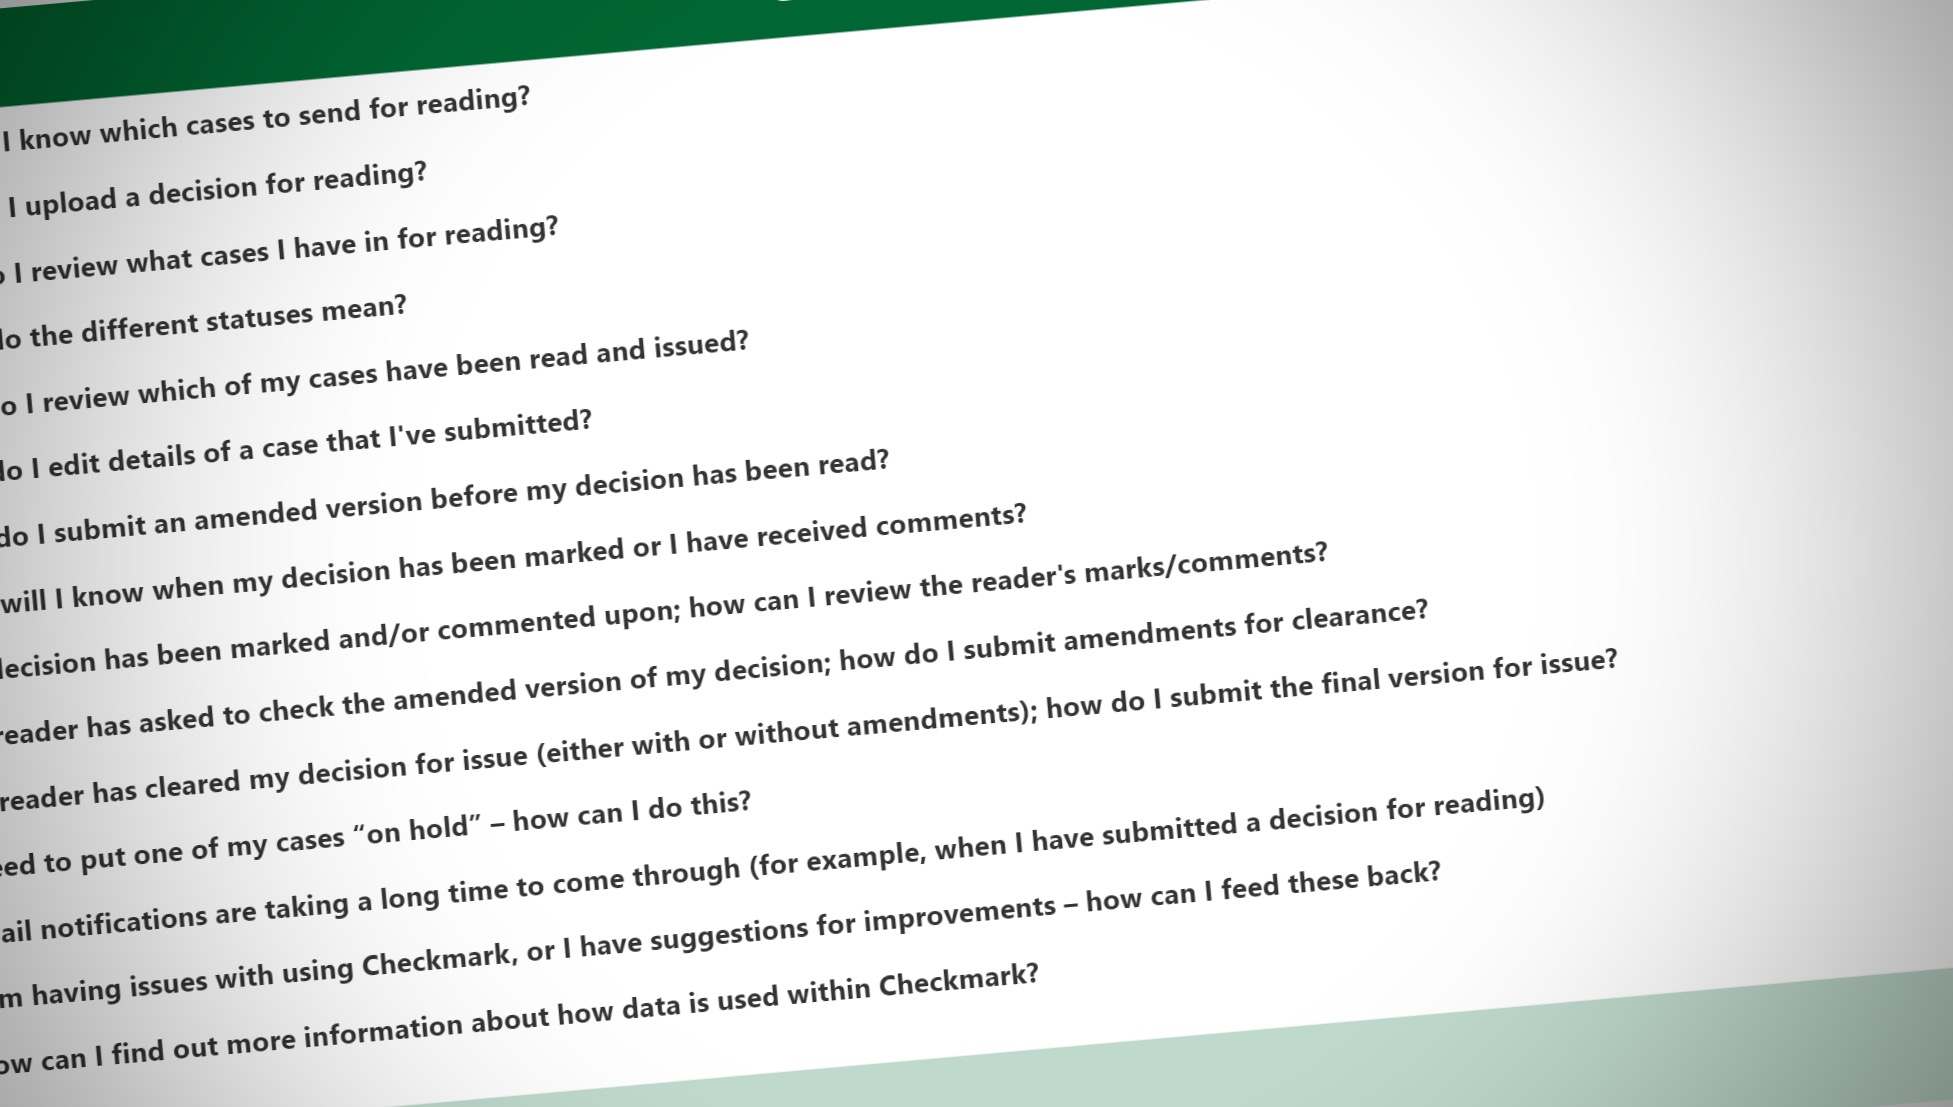 I know which cases to send for reading?
I upload a decision for reading?
I review what cases I have in for reading?
the different statuses mean?
I review which of my cases have been read and issued?
I edit details of a case that I've submitted?
do I submit an amended version before my decision has been read?
will I know when my decision has been marked or I have received comments?
has been marked and/or commented upon; how can I review the reader's marks/comments?
reader has asked to check the amended version of my decision; how do I submit amendments for clearance?
reader has cleared my decision for issue (either with or without amendments); how do I submit the final version for issue?
to put one of my cases “on hold” – how can I do this?
notifications are taking a long time to come through (for example, when I have submitted a decision for reading)
having issues with using Checkmark, or I have suggestions for improvements – how can I feed these back?
can I find out more information about how data is used within Checkmark?